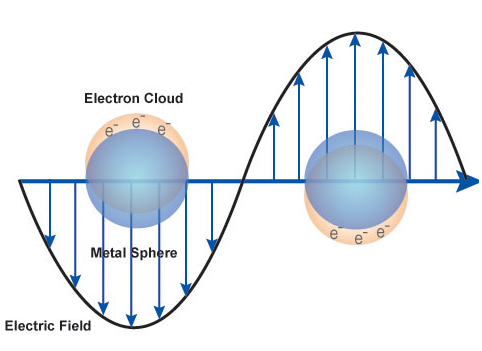 Electron Cloud
e⁻ e⁻ e⁻
Metal Sphere
e⁻ e⁻ e⁻
Electric Field